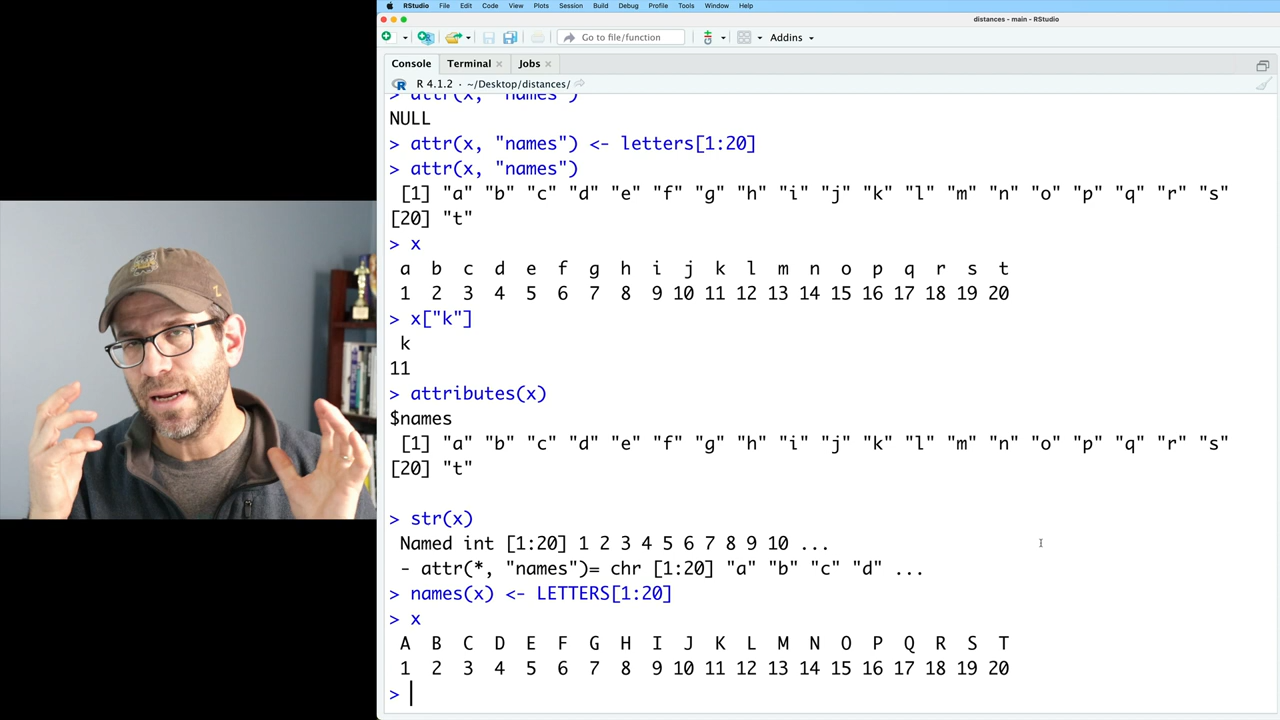 RStudio File Edit Code View Plots Session Build Debug Profile Tools Window Help
distances - main - RStudio
Go to file/function Addins
Console Terminal Jobs
R 4.1.2 · ~/Desktop/distances/
> attr(x, "names")
NULL
> attr(x, "names") <- letters[1:20]
> attr(x, "names")
[1] "a" "b" "c" "d" "e" "f" "g" "h" "i" "j" "k" "l" "m" "n" "o" "p" "q" "r" "s"
[20] "t"
> x
a b c d e f g h i j k l m n o p q r s t
1 2 3 4 5 6 7 8 9 10 11 12 13 14 15 16 17 18 19 20
> x["k"]
k
11
> attributes(x)
$names
[1] "a" "b" "c" "d" "e" "f" "g" "h" "i" "j" "k" "l" "m" "n" "o" "p" "q" "r" "s"
[20] "t"
> str(x)
Named int [1:20] 1 2 3 4 5 6 7 8 9 10 ...
- attr(*, "names")= chr [1:20] "a" "b" "c" "d" ...
> names(x) <- LETTERS[1:20]
> x
A B C D E F G H I J K L M N O P Q R S T
1 2 3 4 5 6 7 8 9 10 11 12 13 14 15 16 17 18 19 20
>